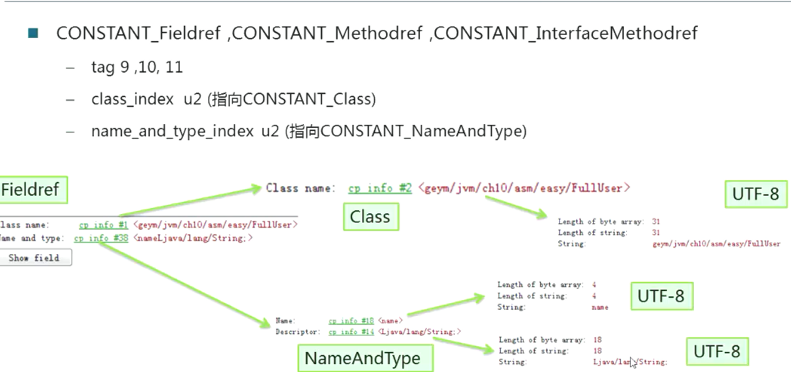 CONSTANT_Fieldref ,CONSTANT_Methodref ,CONSTANT_InterfaceMethodref
– tag 9 ,10, 11
– class_index u2 (指向CONSTANT_Class)
– name_and_type_index u2 (指向CONSTANT_NameAndType)
Fieldref
Class name: cp info #2 <geym/jvm/ch10/asm/easy/FullUser>
UTF-8
Class
lass name: cp info #1 <geym/jvm/ch10/asm/easy/FullUser>
ame and type: cp info #38 <nameLjava/lang/String;>
Show field
Length of byte array: 31
Length of string: 31
String: geym/jvm/ch10/asm/easy/FullUser
Length of byte array: 4
Length of string: 4
String: name
UTF-8
Name: cp info #18 <name>
Descriptor: cp info #14 <Ljava/lang/String;>
NameAndType
Length of byte array: 18
Length of string: 18
String: Ljava/lang/String;
UTF-8